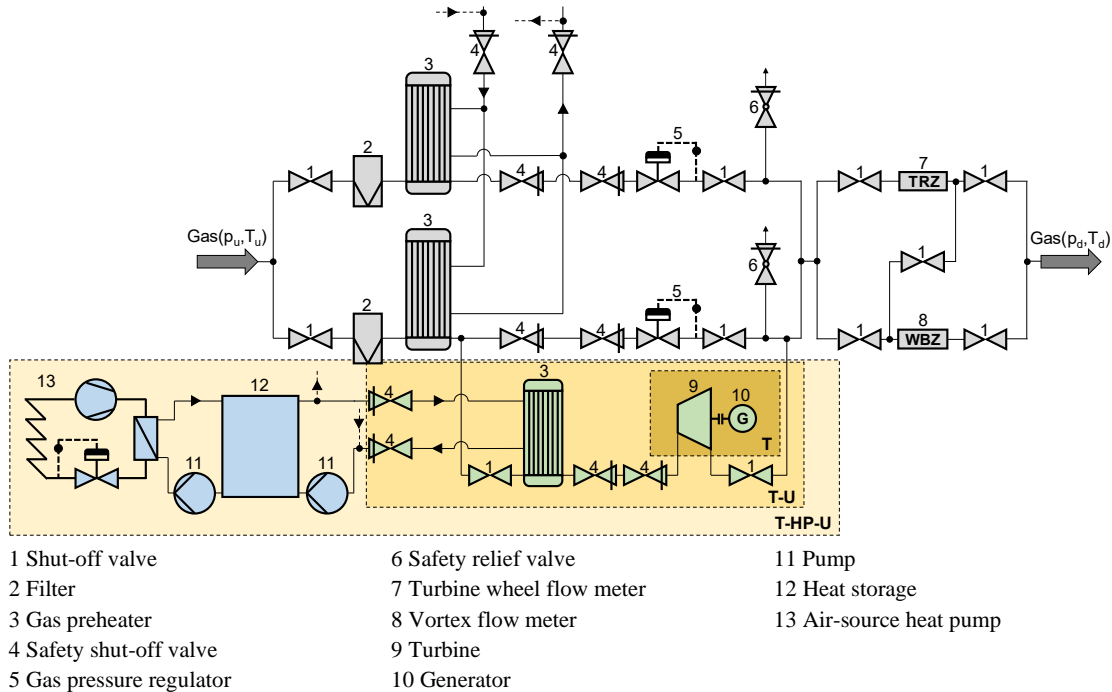 4
4
3
2
1
4
4
5
1
6
1
7
TRZ
1
Gas(pᵤ,Tᵤ)
3
6
1
Gas(p_d,T_d)
2
1
4
4
5
1
1
8
WBZ
1
13
12
11
11
4
4
3
1
4
4
9
10
G
T
1
T-U
T-HP-U
1 Shut-off valve
2 Filter
3 Gas preheater
4 Safety shut-off valve
5 Gas pressure regulator
6 Safety relief valve
7 Turbine wheel flow meter
8 Vortex flow meter
9 Turbine
10 Generator
11 Pump
12 Heat storage
13 Air-source heat pump